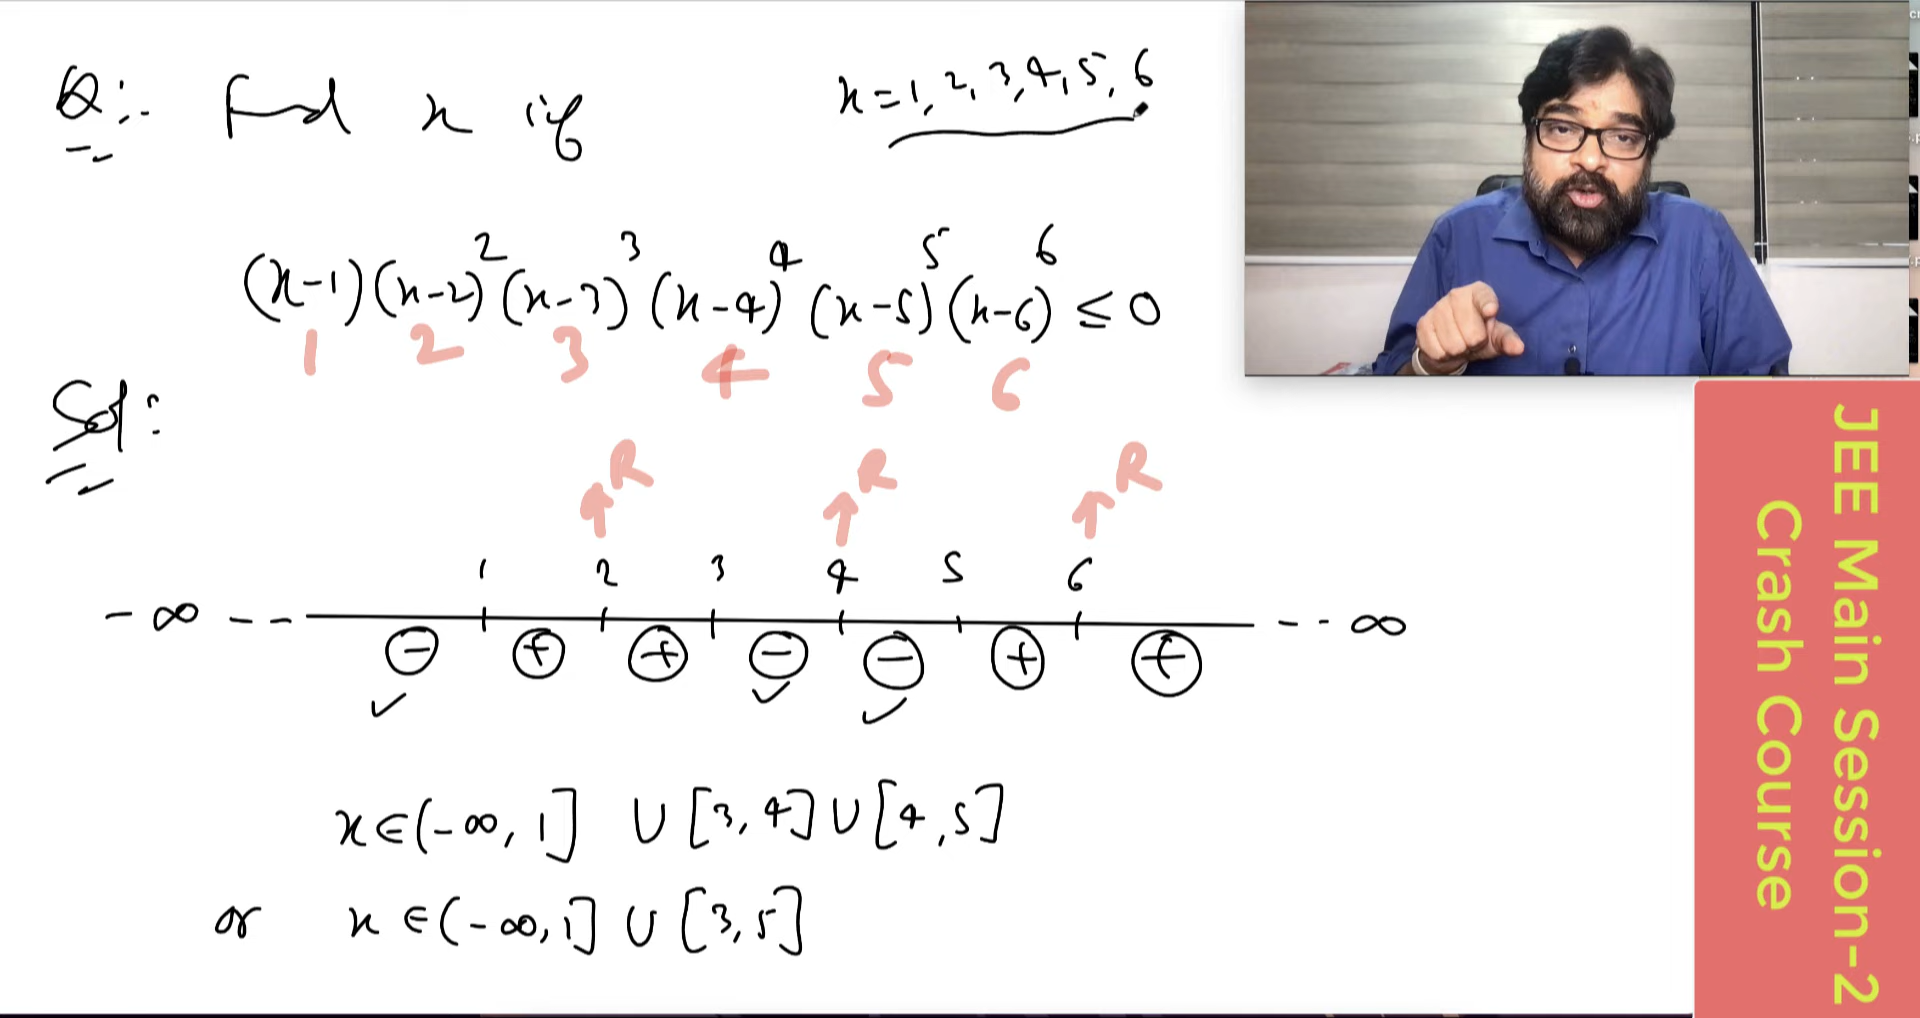 Q:- Find x if
x = 1, 2, 3, 4, 5, 6
(x-1)(x-2)²(x-3)³(x-4)⁴(x-5)⁵(x-6)⁶ ≤ 0
1 2 3 4 5 6
Sol:
R R R
1 2 3 4 5 6
-∞ -- -- ∞
- + + - - + +
x∈(-∞, 1] ∪ [3, 4] ∪ [4, 5]
or x ∈ (-∞, 1] ∪ [3, 5]
JEE Main Session-2
Crash Course